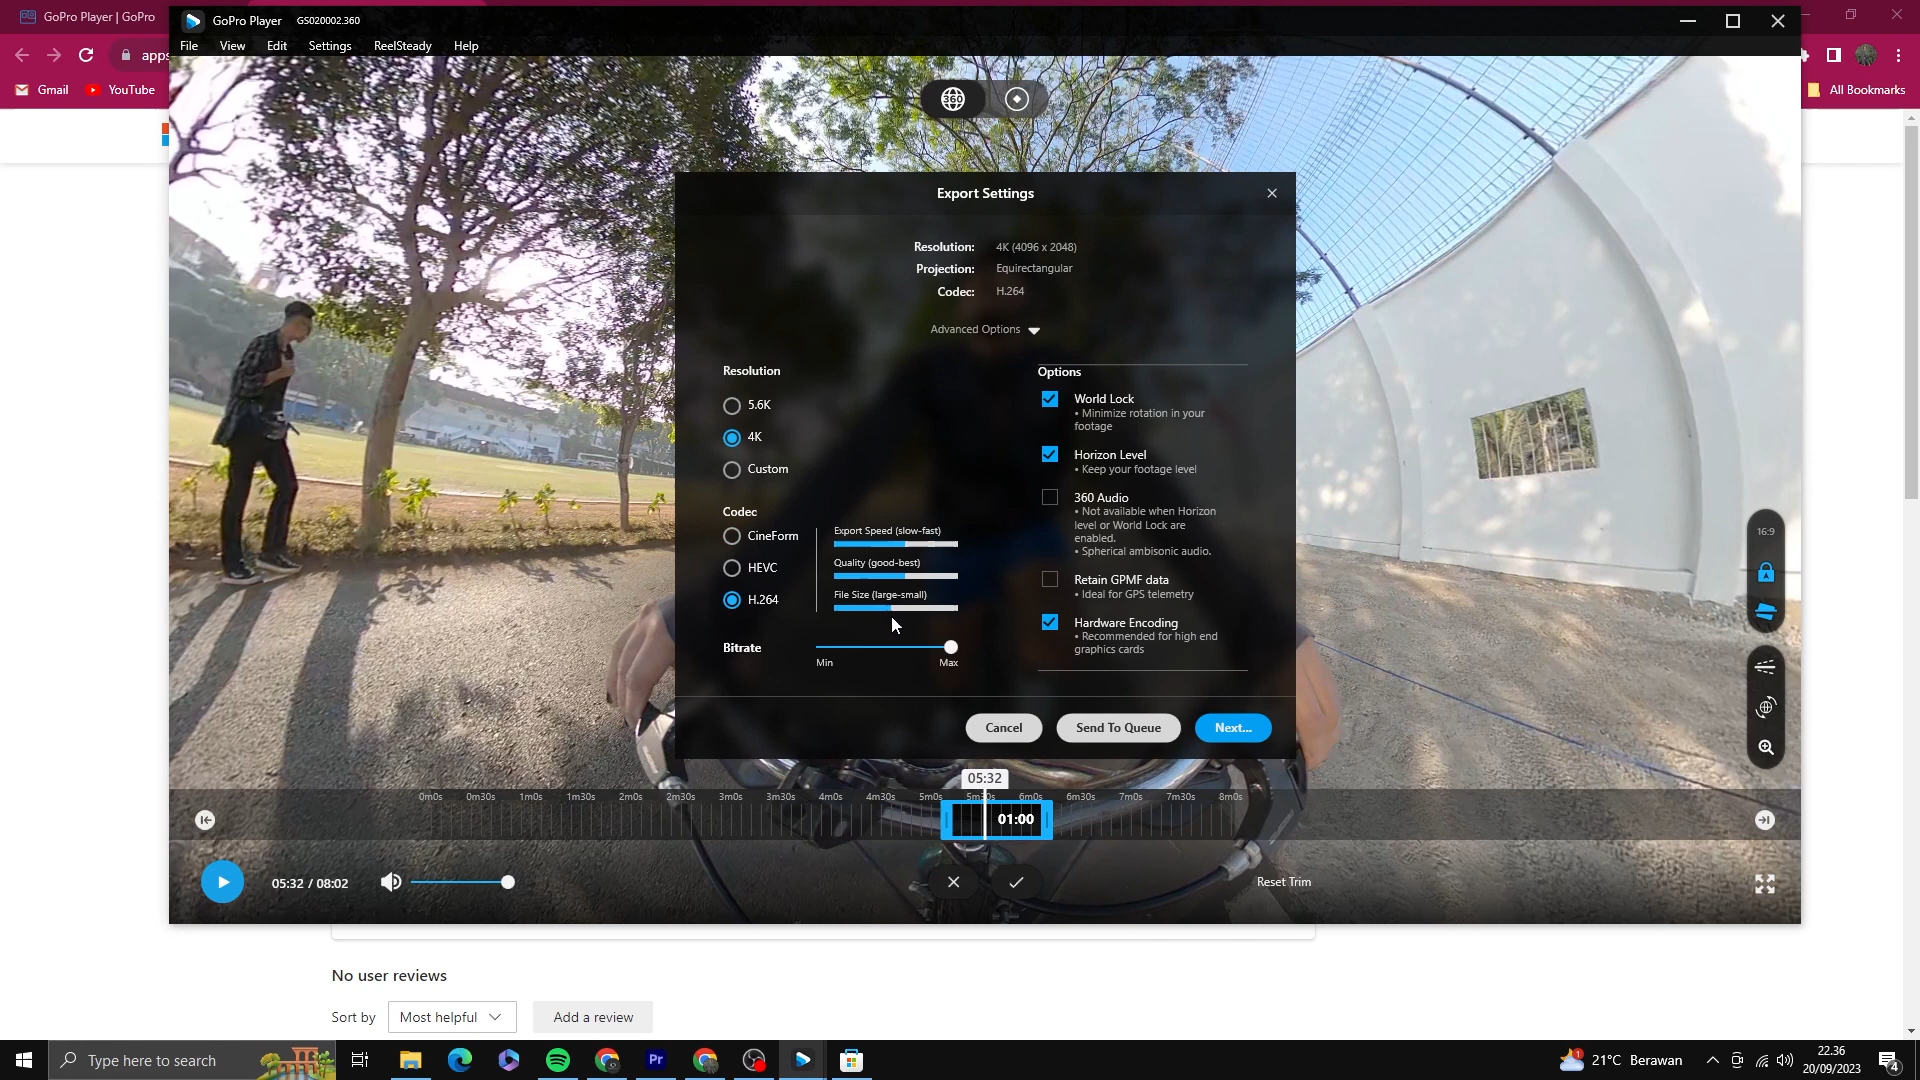 GoPro Player | GoPro
GoPro Player GS020002.360
File View Edit Settings ReelSteady Help
apps
Gmail YouTube
All Bookmarks
360
Export Settings
Resolution: 4K (4096 x 2048)
Projection: Equirectangular
Codec: H.264
Advanced Options
Resolution
5.6K
4K
Custom
Codec
CineForm
HEVC
H.264
Export Speed (slow-fast)
Quality (good-best)
File Size (large-small)
Bitrate
Min Max
Options
World Lock
• Minimize rotation in your
footage
Horizon Level
• Keep your footage level
360 Audio
• Not available when Horizon
level or World Lock are
enabled.
• Spherical ambisonic audio.
Retain GPMF data
• Ideal for GPS telemetry
Hardware Encoding
• Recommended for high end
graphics cards
Cancel Send To Queue Next...
16:9
05:32
0m0s 0m30s 1m0s 1m30s 2m0s 2m30s 3m0s 3m30s 4m0s 4m30s 5m0s 5m30s 6m0s 6m30s 7m0s 7m30s 8m0s
01:00
05:32 / 08:02
Reset Trim
No user reviews
Sort by Most helpful Add a review
Type here to search
Pr
1
21°C Berawan
22.36
20/09/2023
4